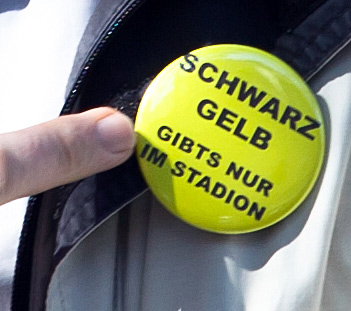 SCHWARZ
GELB
GIBTS NUR
IM STADION